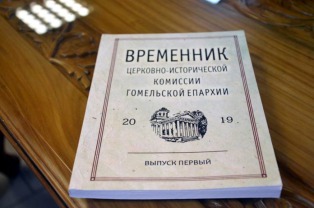 ВРЕМЕННИК
ЦЕРКОВНО-ИСТОРИЧЕСКОЙ
КОМИССИИ
ГОМЕЛЬСКОЙ ЕПАРХИИ
20 19
ВЫПУСК ПЕРВЫЙ